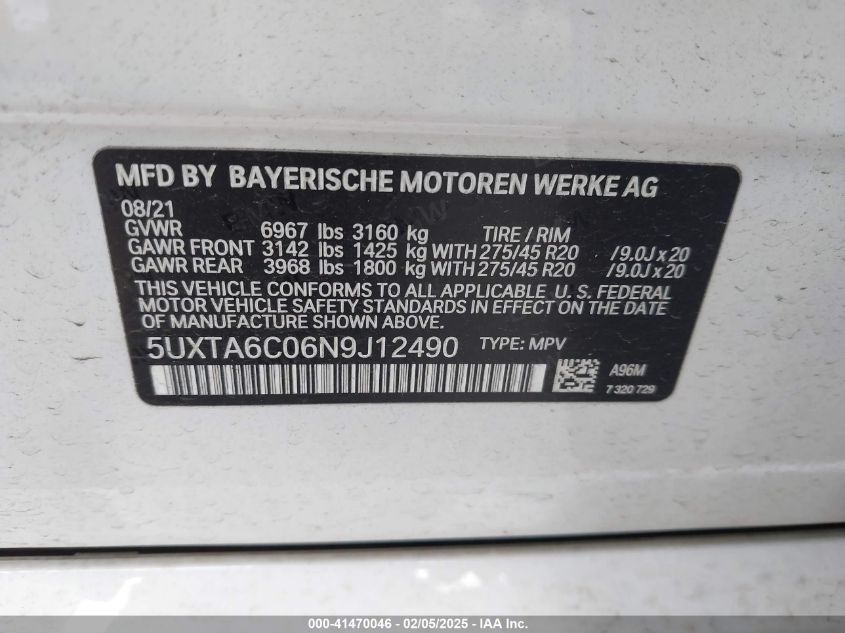 MFD BY BAYERISCHE MOTOREN WERKE AG
08/21
GVWR 6967 lbs 3160 kg TIRE / RIM
GAWR FRONT 3142 lbs 1425 kg WITH 275/45 R20 /9.0J x 20
GAWR REAR 3968 lbs 1800 kg WITH 275/45 R20 /9.0J x 20
THIS VEHICLE CONFORMS TO ALL APPLICABLE U. S. FEDERAL
MOTOR VEHICLE SAFETY STANDARDS IN EFFECT ON THE DATE
OF MANUFACTURE SHOWN ABOVE.
5UXTA6C06N9J12490 TYPE: MPV
A96M
7 320 729
000-41470046 — 02/05/2025 — IAA Inc.